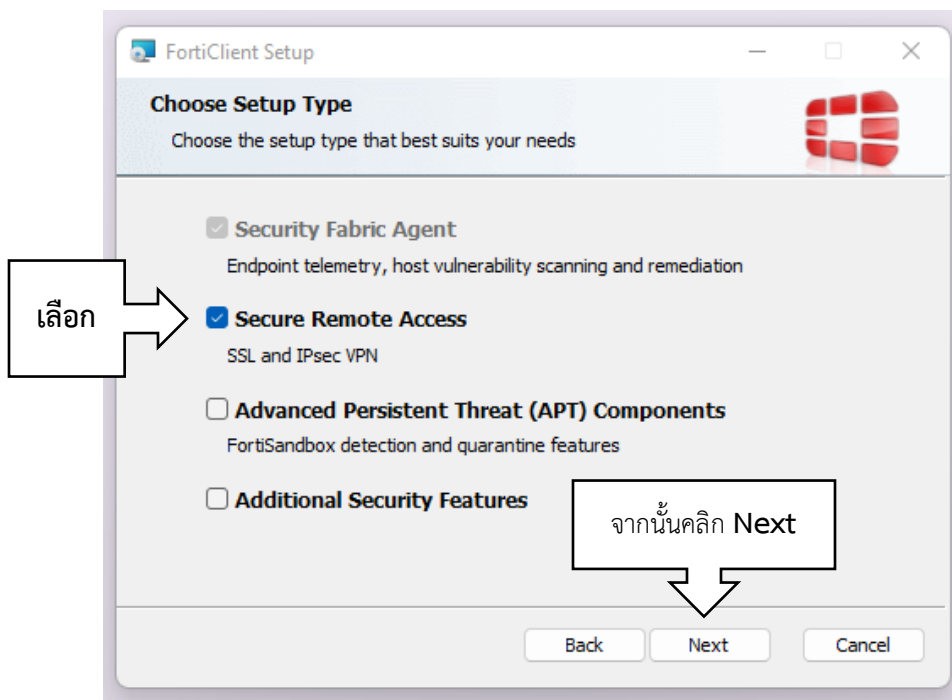 FortiClient Setup
Choose Setup Type
Choose the setup type that best suits your needs
Security Fabric Agent
Endpoint telemetry, host vulnerability scanning and remediation
เลือก
Secure Remote Access
SSL and IPsec VPN
Advanced Persistent Threat (APT) Components
FortiSandbox detection and quarantine features
Additional Security Features
จากนั้นคลิก Next
Back
Next
Cancel